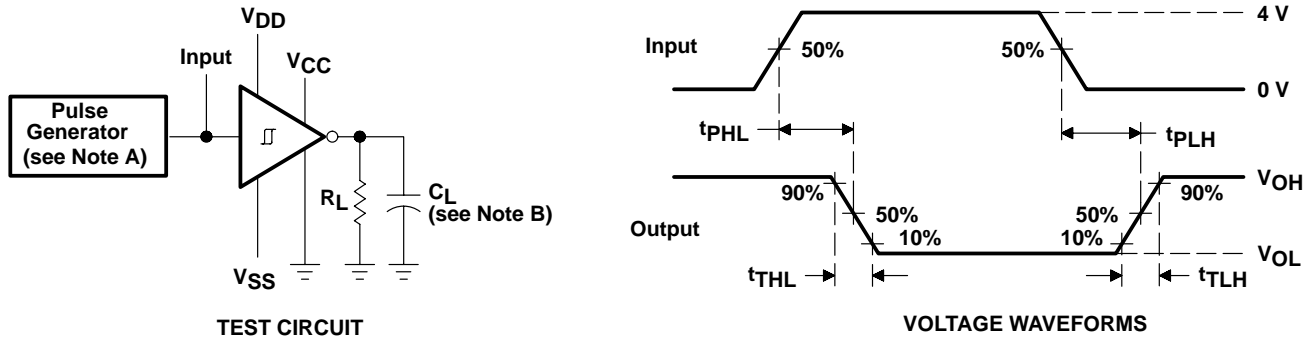 VDD
Input
VCC
Pulse
Generator
(see Note A)
RL
CL
(see Note B)
VSS
TEST CIRCUIT
Input
50%
50%
4 V
0 V
tPHL
tPLH
Output
90%
50%
10%
50%
10%
90%
VOH
VOL
tTHL
tTLH
VOLTAGE WAVEFORMS